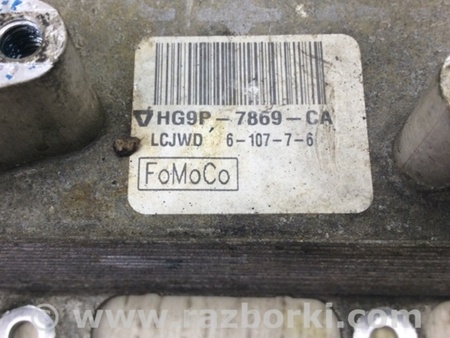 HG9P-7869-CA
LCJWD 6-107-7-6
FoMoCo
www.razborki.com